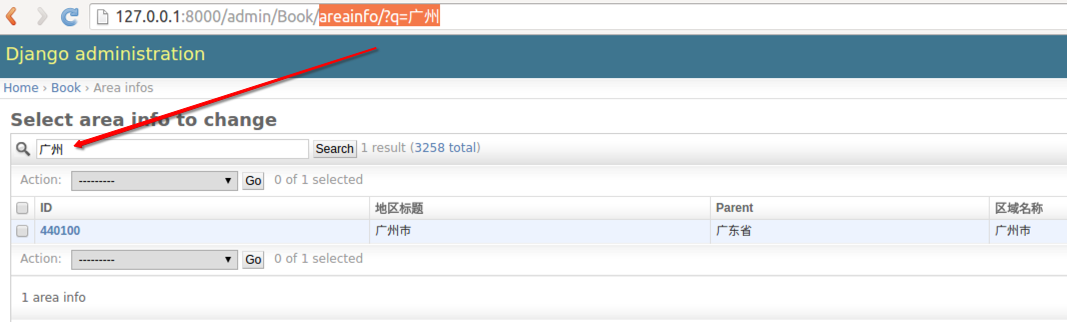 127.0.0.1:8000/admin/Book/areainfo/?q=广州
Django administration
Home › Book › Area infos
Select area info to change
广州 Search 1 result (3258 total)
Action: --------- Go 0 of 1 selected
ID 地区标题 Parent 区域名称
440100 广州市 广东省 广州市
Action: --------- Go 0 of 1 selected
1 area info